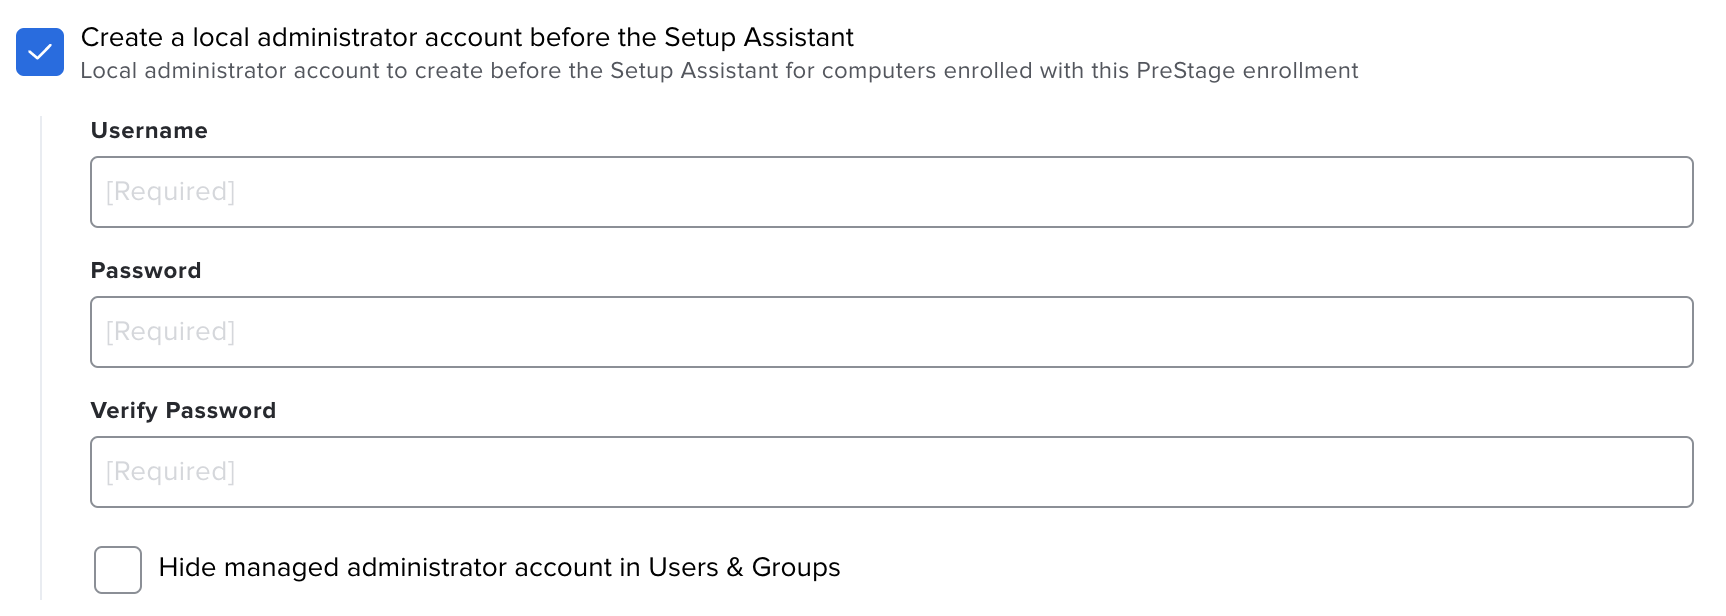 Create a local administrator account before the Setup Assistant
Local administrator account to create before the Setup Assistant for computers enrolled with this PreStage enrollment
Username
[Required]
Password
[Required]
Verify Password
[Required]
Hide managed administrator account in Users & Groups